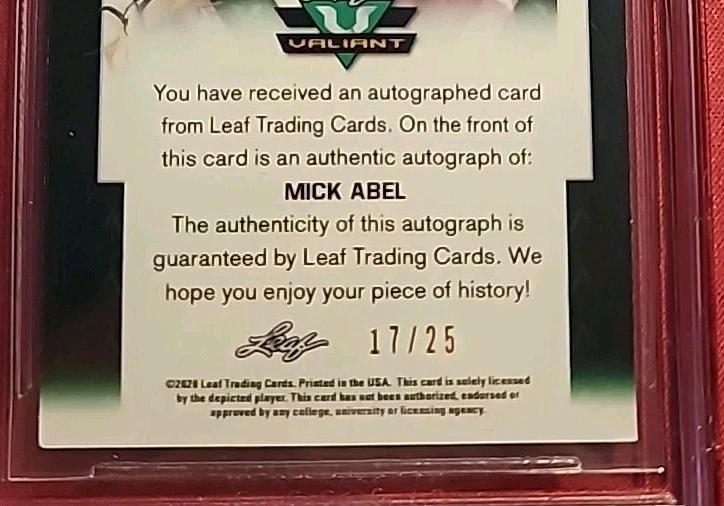 VALIANT
You have received an autographed card
from Leaf Trading Cards. On the front of
this card is an authentic autograph of:
MICK ABEL
The authenticity of this autograph is
guaranteed by Leaf Trading Cards. We
hope you enjoy your piece of history!
Leaf 17/25
©2020 Leaf Trading Cards. Printed in the USA. This card is solely licensed
by the depicted player. This card has not been authorized, endorsed or
approved by any college, university or licensing agency.